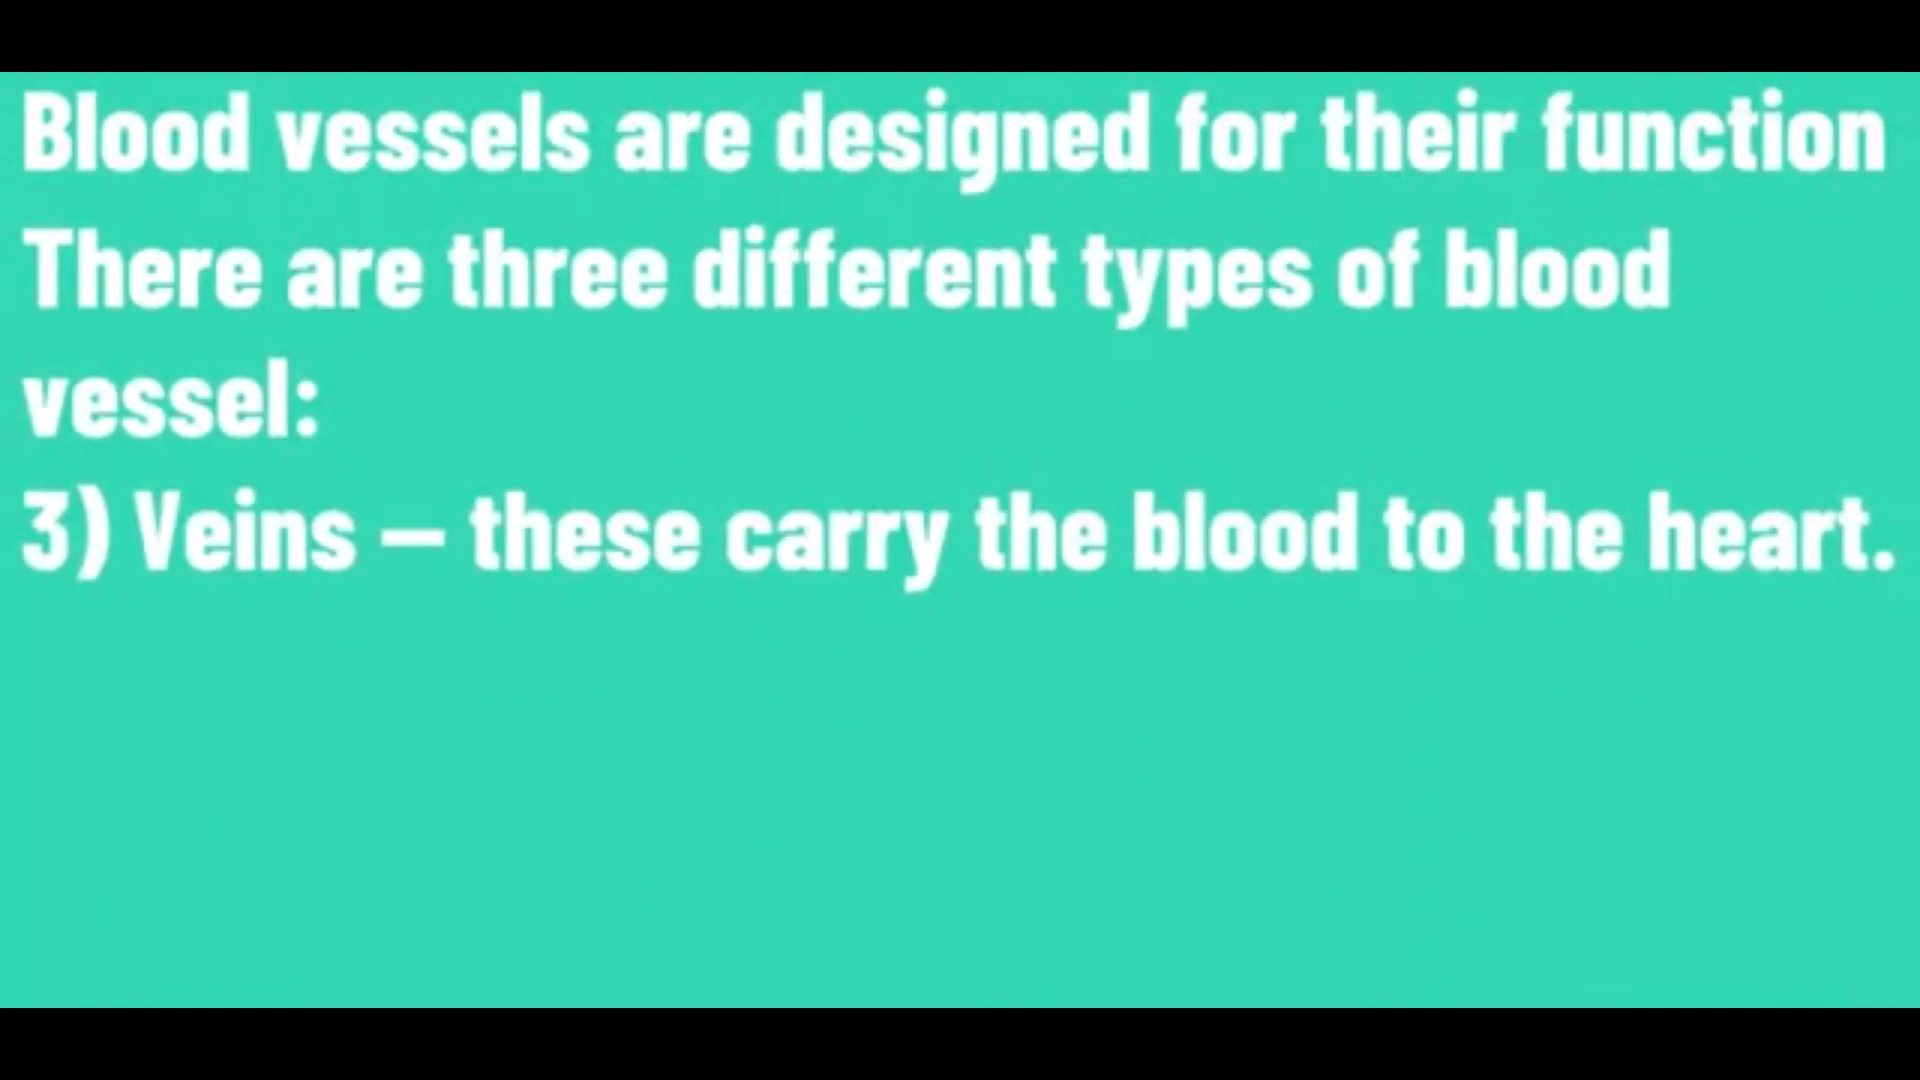 Blood vessels are designed for their function
There are three different types of blood
vessel:
3) Veins – these carry the blood to the heart.